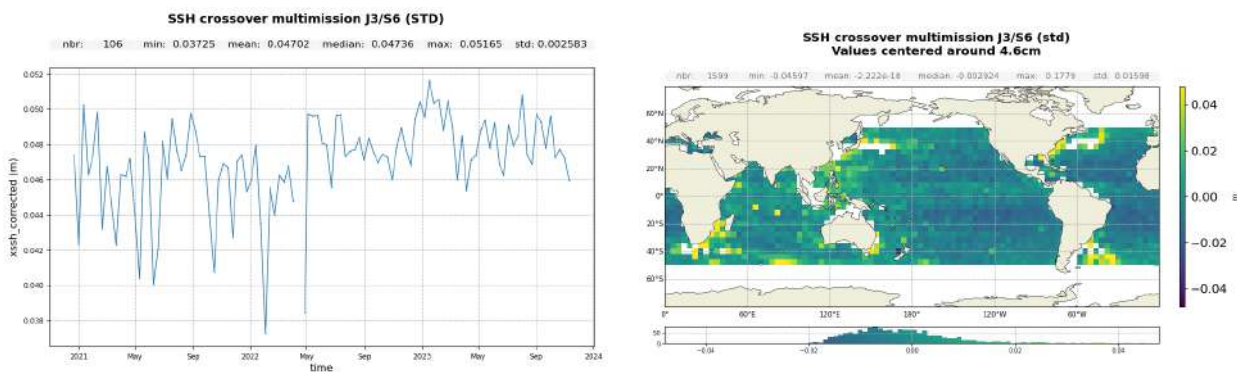 SSH crossover multimission J3/S6 (STD)
nbr: 106 min: 0.03725 mean: 0.04702 median: 0.04736 max: 0.05165 std: 0.002583
0.052
0.050
0.048
0.046
0.044
0.042
0.040
0.038
xssh_corrected (m)
2021 May Sep 2022 May Sep 2023 May Sep 2024
time
SSH crossover multimission J3/S6 (std)
Values centered around 4.6cm
nbr: 1599 min: -0.04597 mean: -2.222e-18 median: -0.002924 max: 0.1779 std: 0.01598
60°N
40°N
20°N
0°
20°S
40°S
60°S
0° 60°E 120°E 180° 120°W 60°W
0.04
0.02
0.00
−0.02
−0.04
m
50
0
−0.04 −0.02 0.00 0.02 0.04